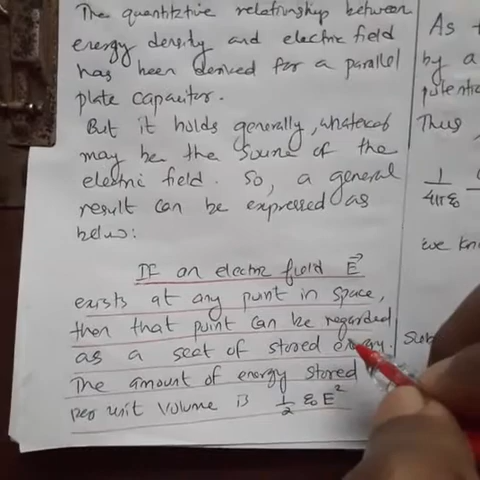 The quantitative relationship between
energy density and electric field
has been derived for a parallel
plate capacitor.
But it holds generally, whatever
may be the source of the
electric field. So, a general
result can be expressed as
below:
If an electric field E⃗
exists at any point in space,
then that point can be regarded
as a seat of stored energy.
The amount of energy stored
per unit volume is 1/2 ε0 E²
As
by a
potentia
Thus
1/4πε0
we kn
Sub